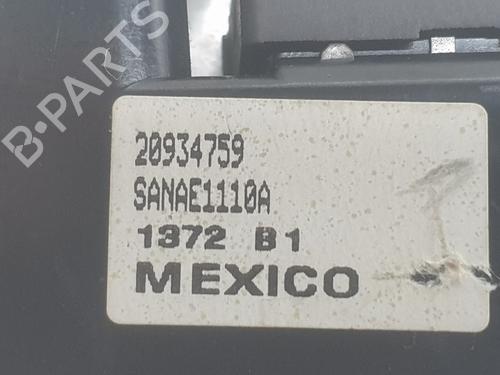 B-PARTS
20934759
SANAE1110A
1372 B1
MEXICO